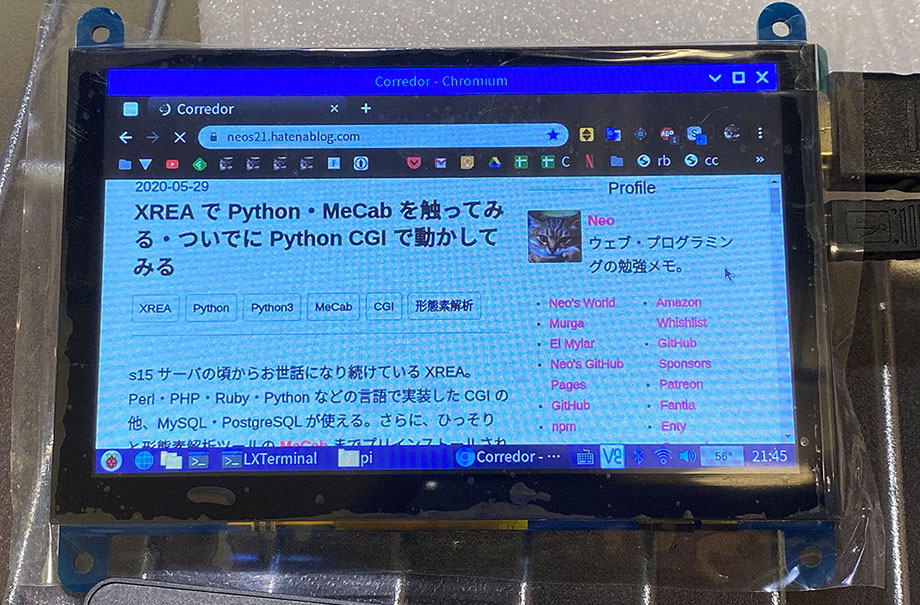 Corredor - Chromium
Corredor
neos21.hatenablog.com
C N rb cc »
2020-05-29
XREA で Python・MeCab を触ってみ
る・ついでに Python CGI で動かして
みる
XREA Python Python3 MeCab CGI 形態素解析
s15 サーバの頃からお世話になり続けている XREA。
Perl・PHP・Ruby・Python などの言語で実装した CGI の
他、MySQL・PostgreSQL が使える。さらに、ひっそり
と形態素解析ツールの MeCab までプリインストールされ
Profile
Neo
ウェブ・プログラミン
グの勉強メモ。
Neo's World
Murga
El Mylar
Neo's GitHub
Pages
GitHub
npm
Amazon
Whishlist
GitHub
Sponsors
Patreon
Fantia
Enty
LXTerminal pi Corredor - ··· 56° 21:45